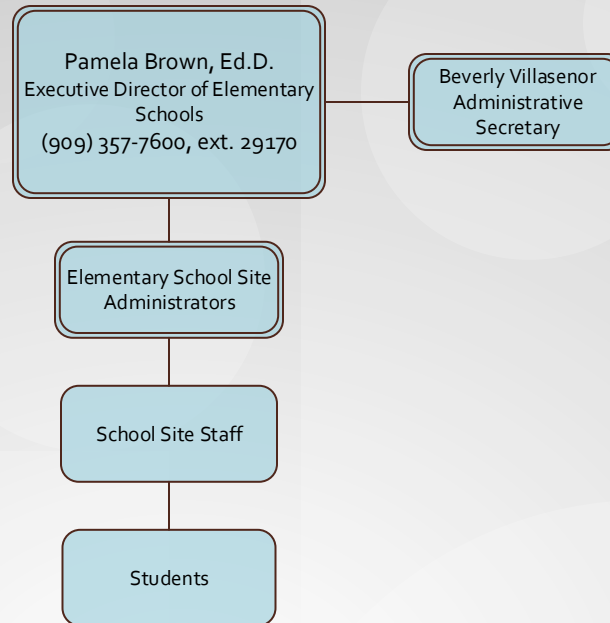 Pamela Brown, Ed.D.
Executive Director of Elementary
Schools
(909) 357-7600, ext. 29170
Beverly Villasenor
Administrative
Secretary
Elementary School Site
Administrators
School Site Staff
Students